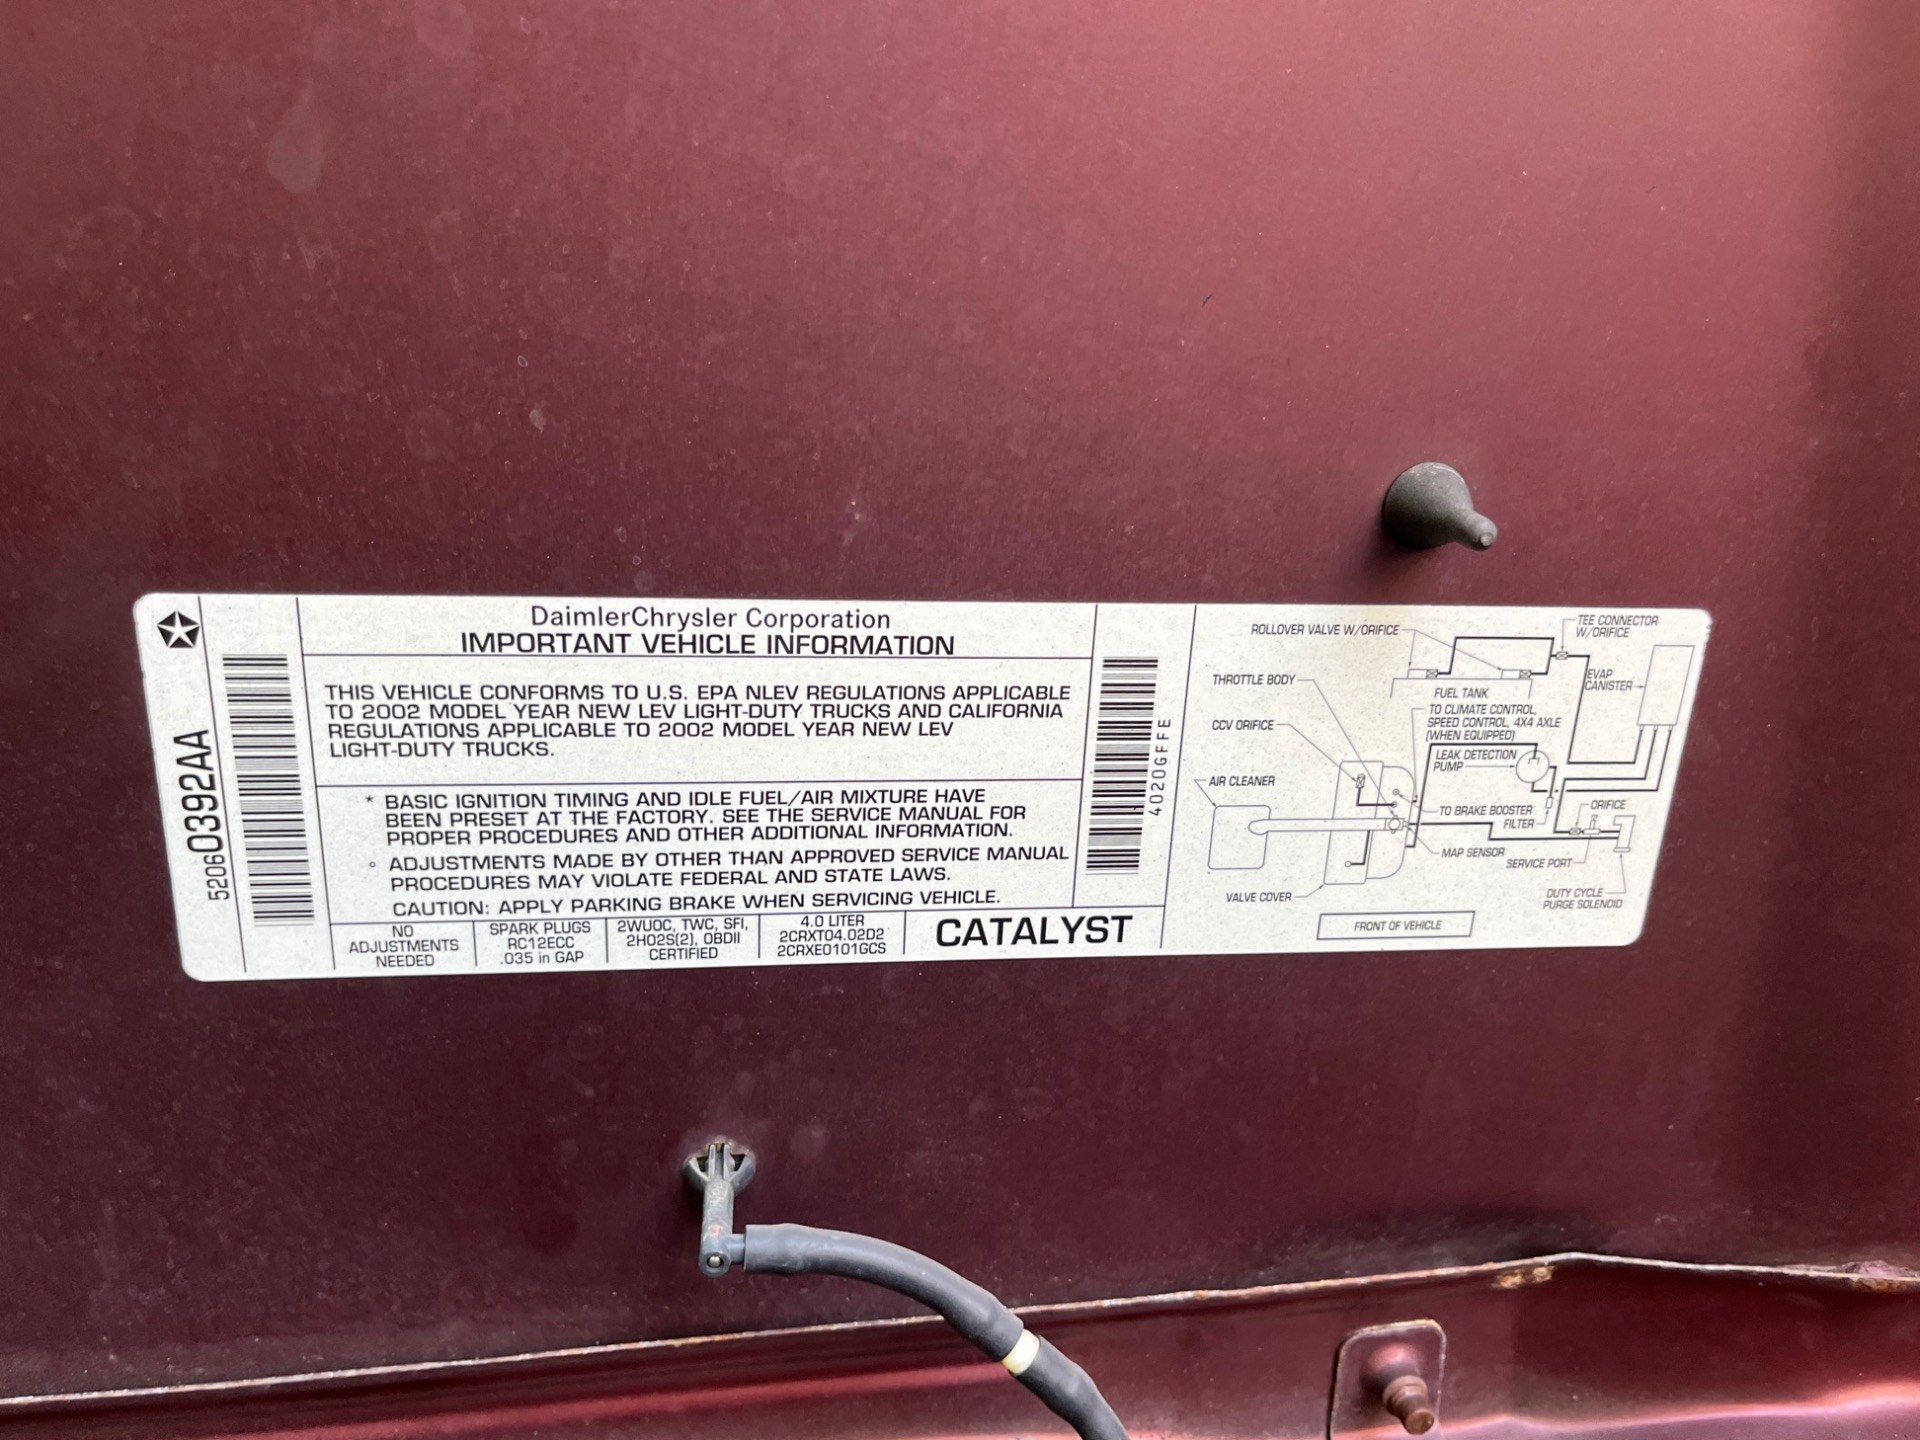 52060392AA
DaimlerChrysler Corporation
IMPORTANT VEHICLE INFORMATION
THIS VEHICLE CONFORMS TO U.S. EPA NLEV REGULATIONS APPLICABLE
TO 2002 MODEL YEAR NEW LEV LIGHT-DUTY TRUCKS AND CALIFORNIA
REGULATIONS APPLICABLE TO 2002 MODEL YEAR NEW LEV
LIGHT-DUTY TRUCKS.
* BASIC IGNITION TIMING AND IDLE FUEL/AIR MIXTURE HAVE
BEEN PRESET AT THE FACTORY. SEE THE SERVICE MANUAL FOR
PROPER PROCEDURES AND OTHER ADDITIONAL INFORMATION.
° ADJUSTMENTS MADE BY OTHER THAN APPROVED SERVICE MANUAL
PROCEDURES MAY VIOLATE FEDERAL AND STATE LAWS.
CAUTION: APPLY PARKING BRAKE WHEN SERVICING VEHICLE.
NO
ADJUSTMENTS
NEEDED
SPARK PLUGS
RC12ECC
.035 in GAP
2WUOC, TWC, SFI,
2HO2S(2), OBDII
CERTIFIED
4.0 LITER
2CRXT04.02D2
2CRXE0101GCS
CATALYST
4020GFFE
ROLLOVER VALVE W/ORIFICE
TEE CONNECTOR
W/ORIFICE
THROTTLE BODY
FUEL TANK
EVAP
CANISTER
TO CLIMATE CONTROL,
SPEED CONTROL, 4X4 AXLE
(WHEN EQUIPPED)
CCV ORIFICE
LEAK DETECTION
PUMP
AIR CLEANER
TO BRAKE BOOSTER
FILTER
ORIFICE
MAP SENSOR
SERVICE PORT
VALVE COVER
DUTY CYCLE
PURGE SOLENOID
FRONT OF VEHICLE